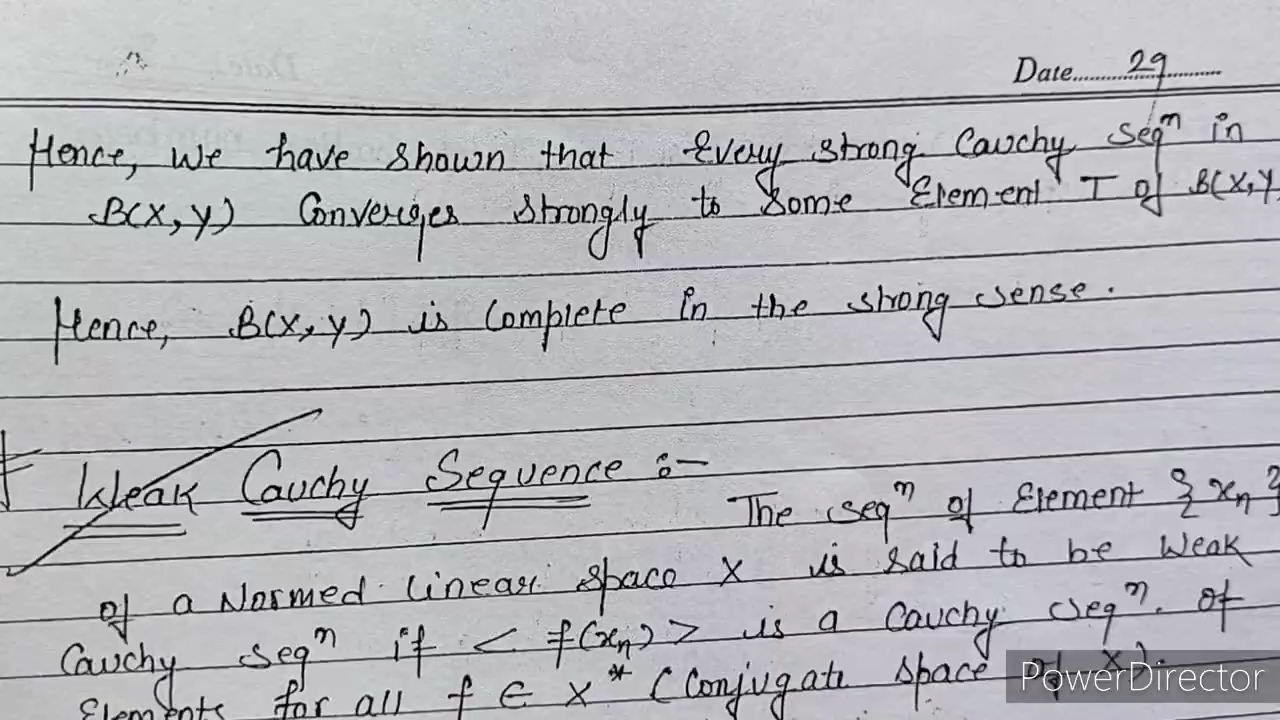 Date.....29.....
Hence, We have shown that Every strong Cauchy seqⁿ in
B(X, Y) Converges strongly to some Element T of B(X, Y
Hence, B(X, Y) is Complete in the strong sense.
Weak Cauchy Sequence :-
The seqⁿ of Element {xₙ}
of a Normed linear space X is said to be Weak
Cauchy seqⁿ if < f(xₙ) > is a Cauchy seqⁿ. of
Elements for all f ∈ X* (Conjugate space of X).
PowerDirector